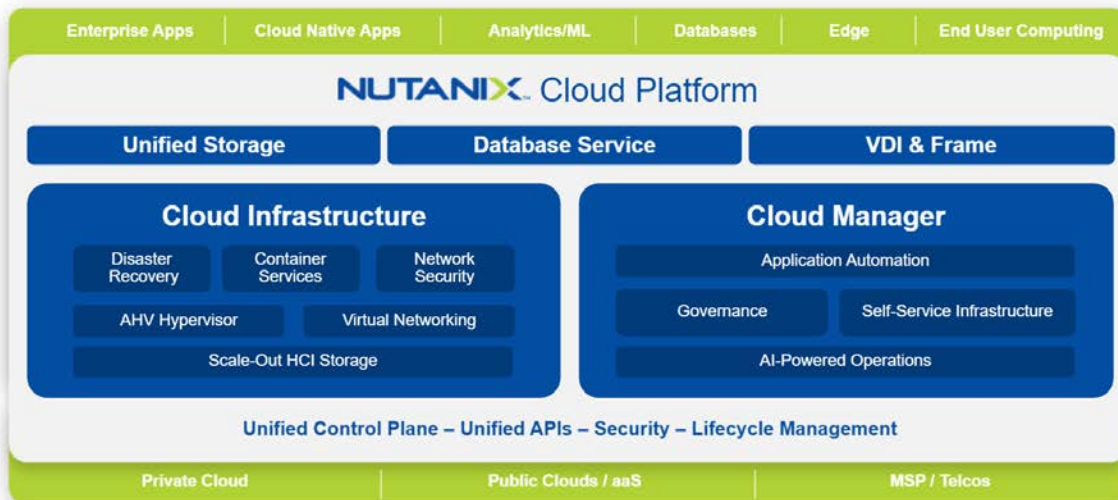 Enterprise Apps
Cloud Native Apps
Analytics/ML
Databases
Edge
End User Computing
NUTANIX™ Cloud Platform
Unified Storage
Database Service
VDI & Frame
Cloud Infrastructure
Disaster
Recovery
Container
Services
Network
Security
AHV Hypervisor
Virtual Networking
Scale-Out HCI Storage
Cloud Manager
Application Automation
Governance
Self-Service Infrastructure
AI-Powered Operations
Unified Control Plane – Unified APIs – Security – Lifecycle Management
Private Cloud
Public Clouds / aaS
MSP / Telcos